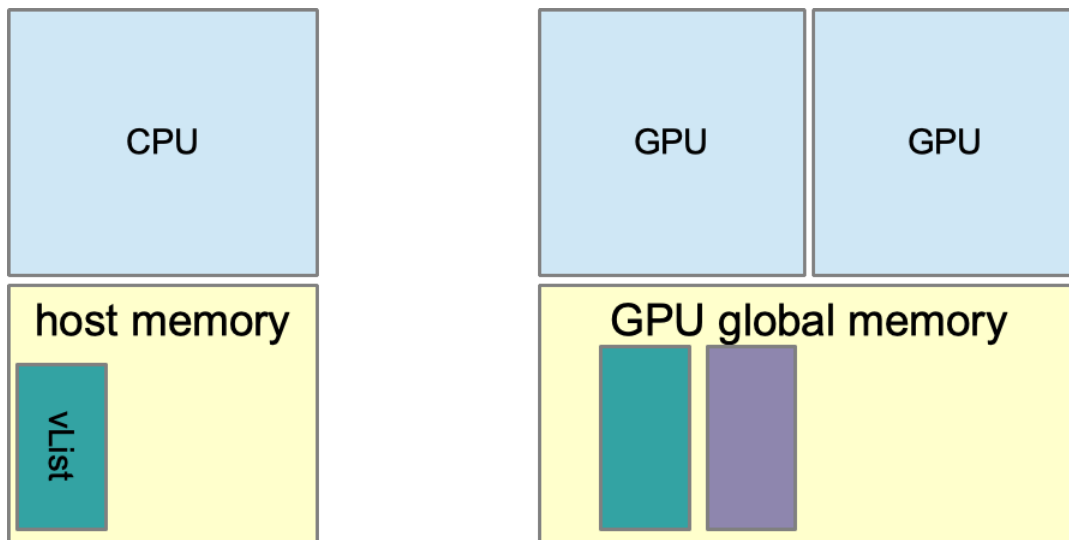 CPU
GPU
GPU
host memory
GPU global memory
vList